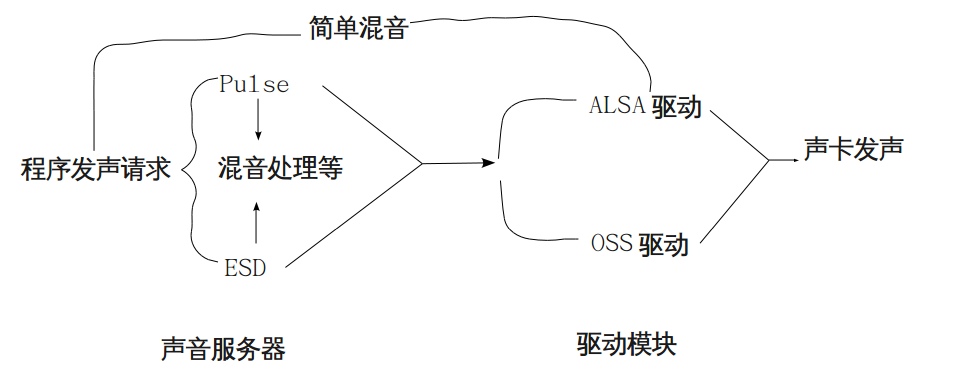 简单混音
Pulse
ALSA 驱动
程序发声请求
混音处理等
声卡发声
ESD
OSS 驱动
声音服务器
驱动模块